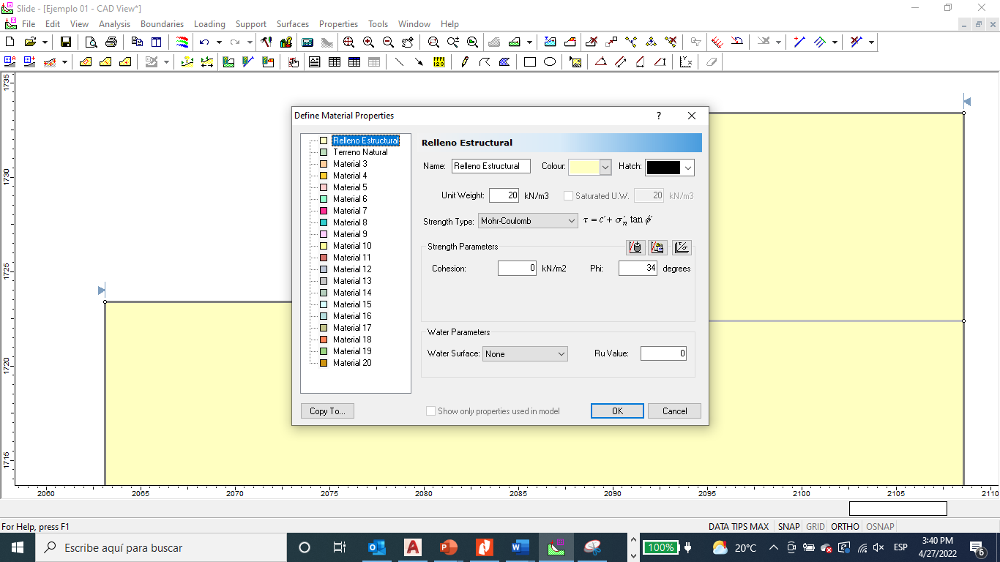 Slide - [Ejemplo 01 - CAD View*]
File Edit View Analysis Boundaries Loading Support Surfaces Properties Tools Window Help
1735
1730
1725
1720
1715
Define Material Properties
?
Relleno Estructural
Terreno Natural
Material 3
Material 4
Material 5
Material 6
Material 7
Material 8
Material 9
Material 10
Material 11
Material 12
Material 13
Material 14
Material 15
Material 16
Material 17
Material 18
Material 19
Material 20
Relleno Estructural
Name: Relleno Estructural Colour: Hatch:
Unit Weight: 20 kN/m3 Saturated U.W. 20 kN/m3
Strength Type: Mohr-Coulomb τ = c′ + σ′n tan ϕ′
Strength Parameters
Cohesion: 0 kN/m2 Phi: 34 degrees
Water Parameters
Water Surface: None Ru Value: 0
Copy To... Show only properties used in model OK Cancel
2060 2065 2070 2075 2080 2085 2090 2095 2100 2105 2110
For Help, press F1 DATA TIPS MAX SNAP GRID ORTHO OSNAP
Escribe aquí para buscar
100% 20°C ESP 3:40 PM
4/27/2022
6